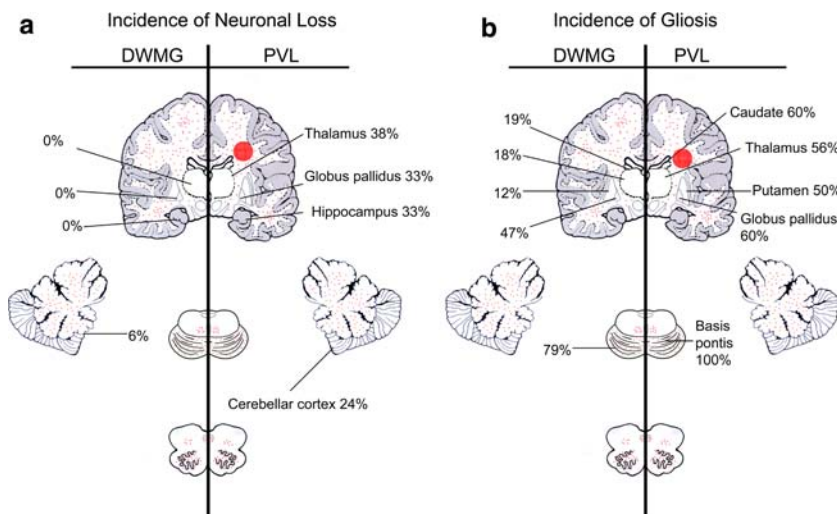 a
Incidence of Neuronal Loss
DWMG
PVL
0%
0%
0%
Thalamus 38%
Globus pallidus 33%
Hippocampus 33%
6%
Cerebellar cortex 24%
b
Incidence of Gliosis
DWMG
PVL
19%
18%
12%
47%
Caudate 60%
Thalamus 56%
Putamen 50%
Globus pallidus
60%
79%
Basis
pontis
100%